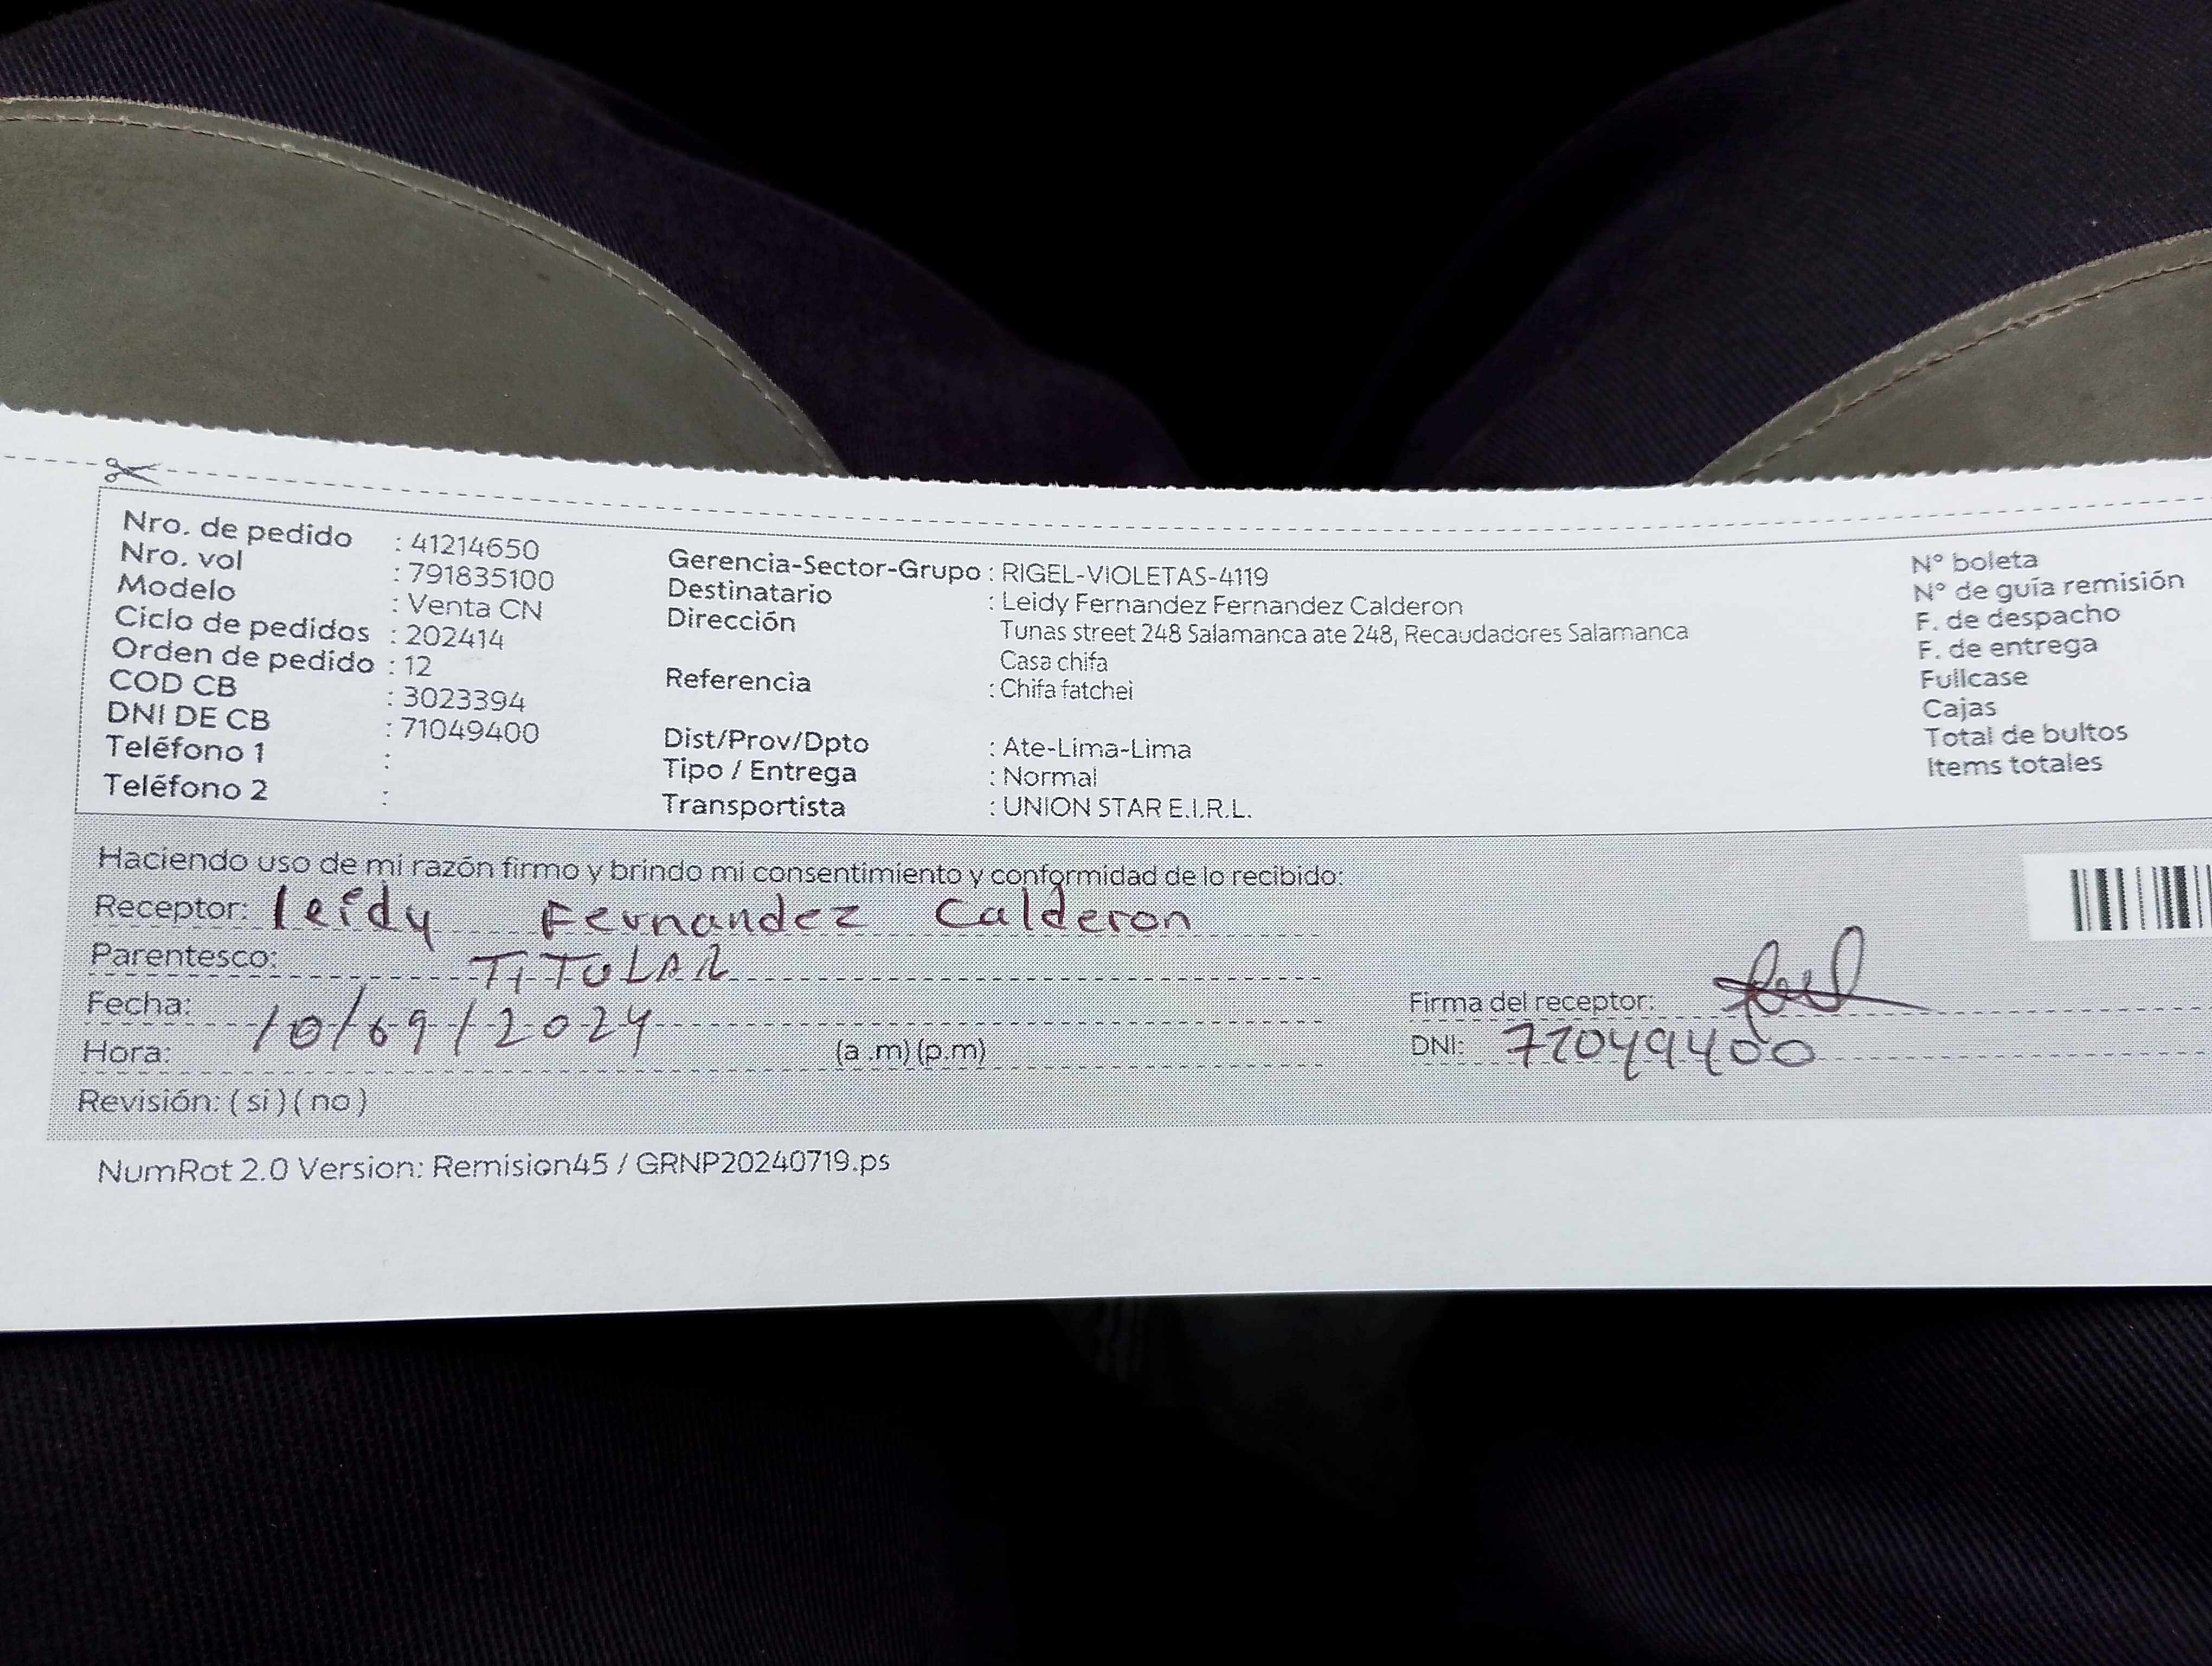 Nro. de pedido : 41214650
Nro. vol : 791835100
Modelo : Venta CN
Ciclo de pedidos : 202414
Orden de pedido : 12
COD CB : 3023394
DNI DE CB : 71049400
Teléfono 1 :
Teléfono 2 :
Gerencia-Sector-Grupo : RIGEL-VIOLETAS-4119
Destinatario : Leidy Fernandez Fernandez Calderon
Dirección Tunas street 248 Salamanca ate 248, Recaudadores Salamanca
Casa chifa
Referencia : Chifa fatchei
Dist/Prov/Dpto : Ate-Lima-Lima
Tipo / Entrega : Normal
Transportista : UNION STAR E.I.R.L.
N° boleta
N° de guía remisión
F. de despacho
F. de entrega
Fullcase
Cajas
Total de bultos
Items totales
Haciendo uso de mi razón firmo y brindo mi consentimiento y conformidad de lo recibido:
Receptor: leidy Fernandez Calderon
Parentesco: TITULAR
Fecha: 10/09/2024
Hora: (a .m) (p.m)
Revisión: ( si ) ( no )
Firma del receptor:
DNI: 71049400
NumRot 2.0 Version: Remision45 / GRNP20240719.ps